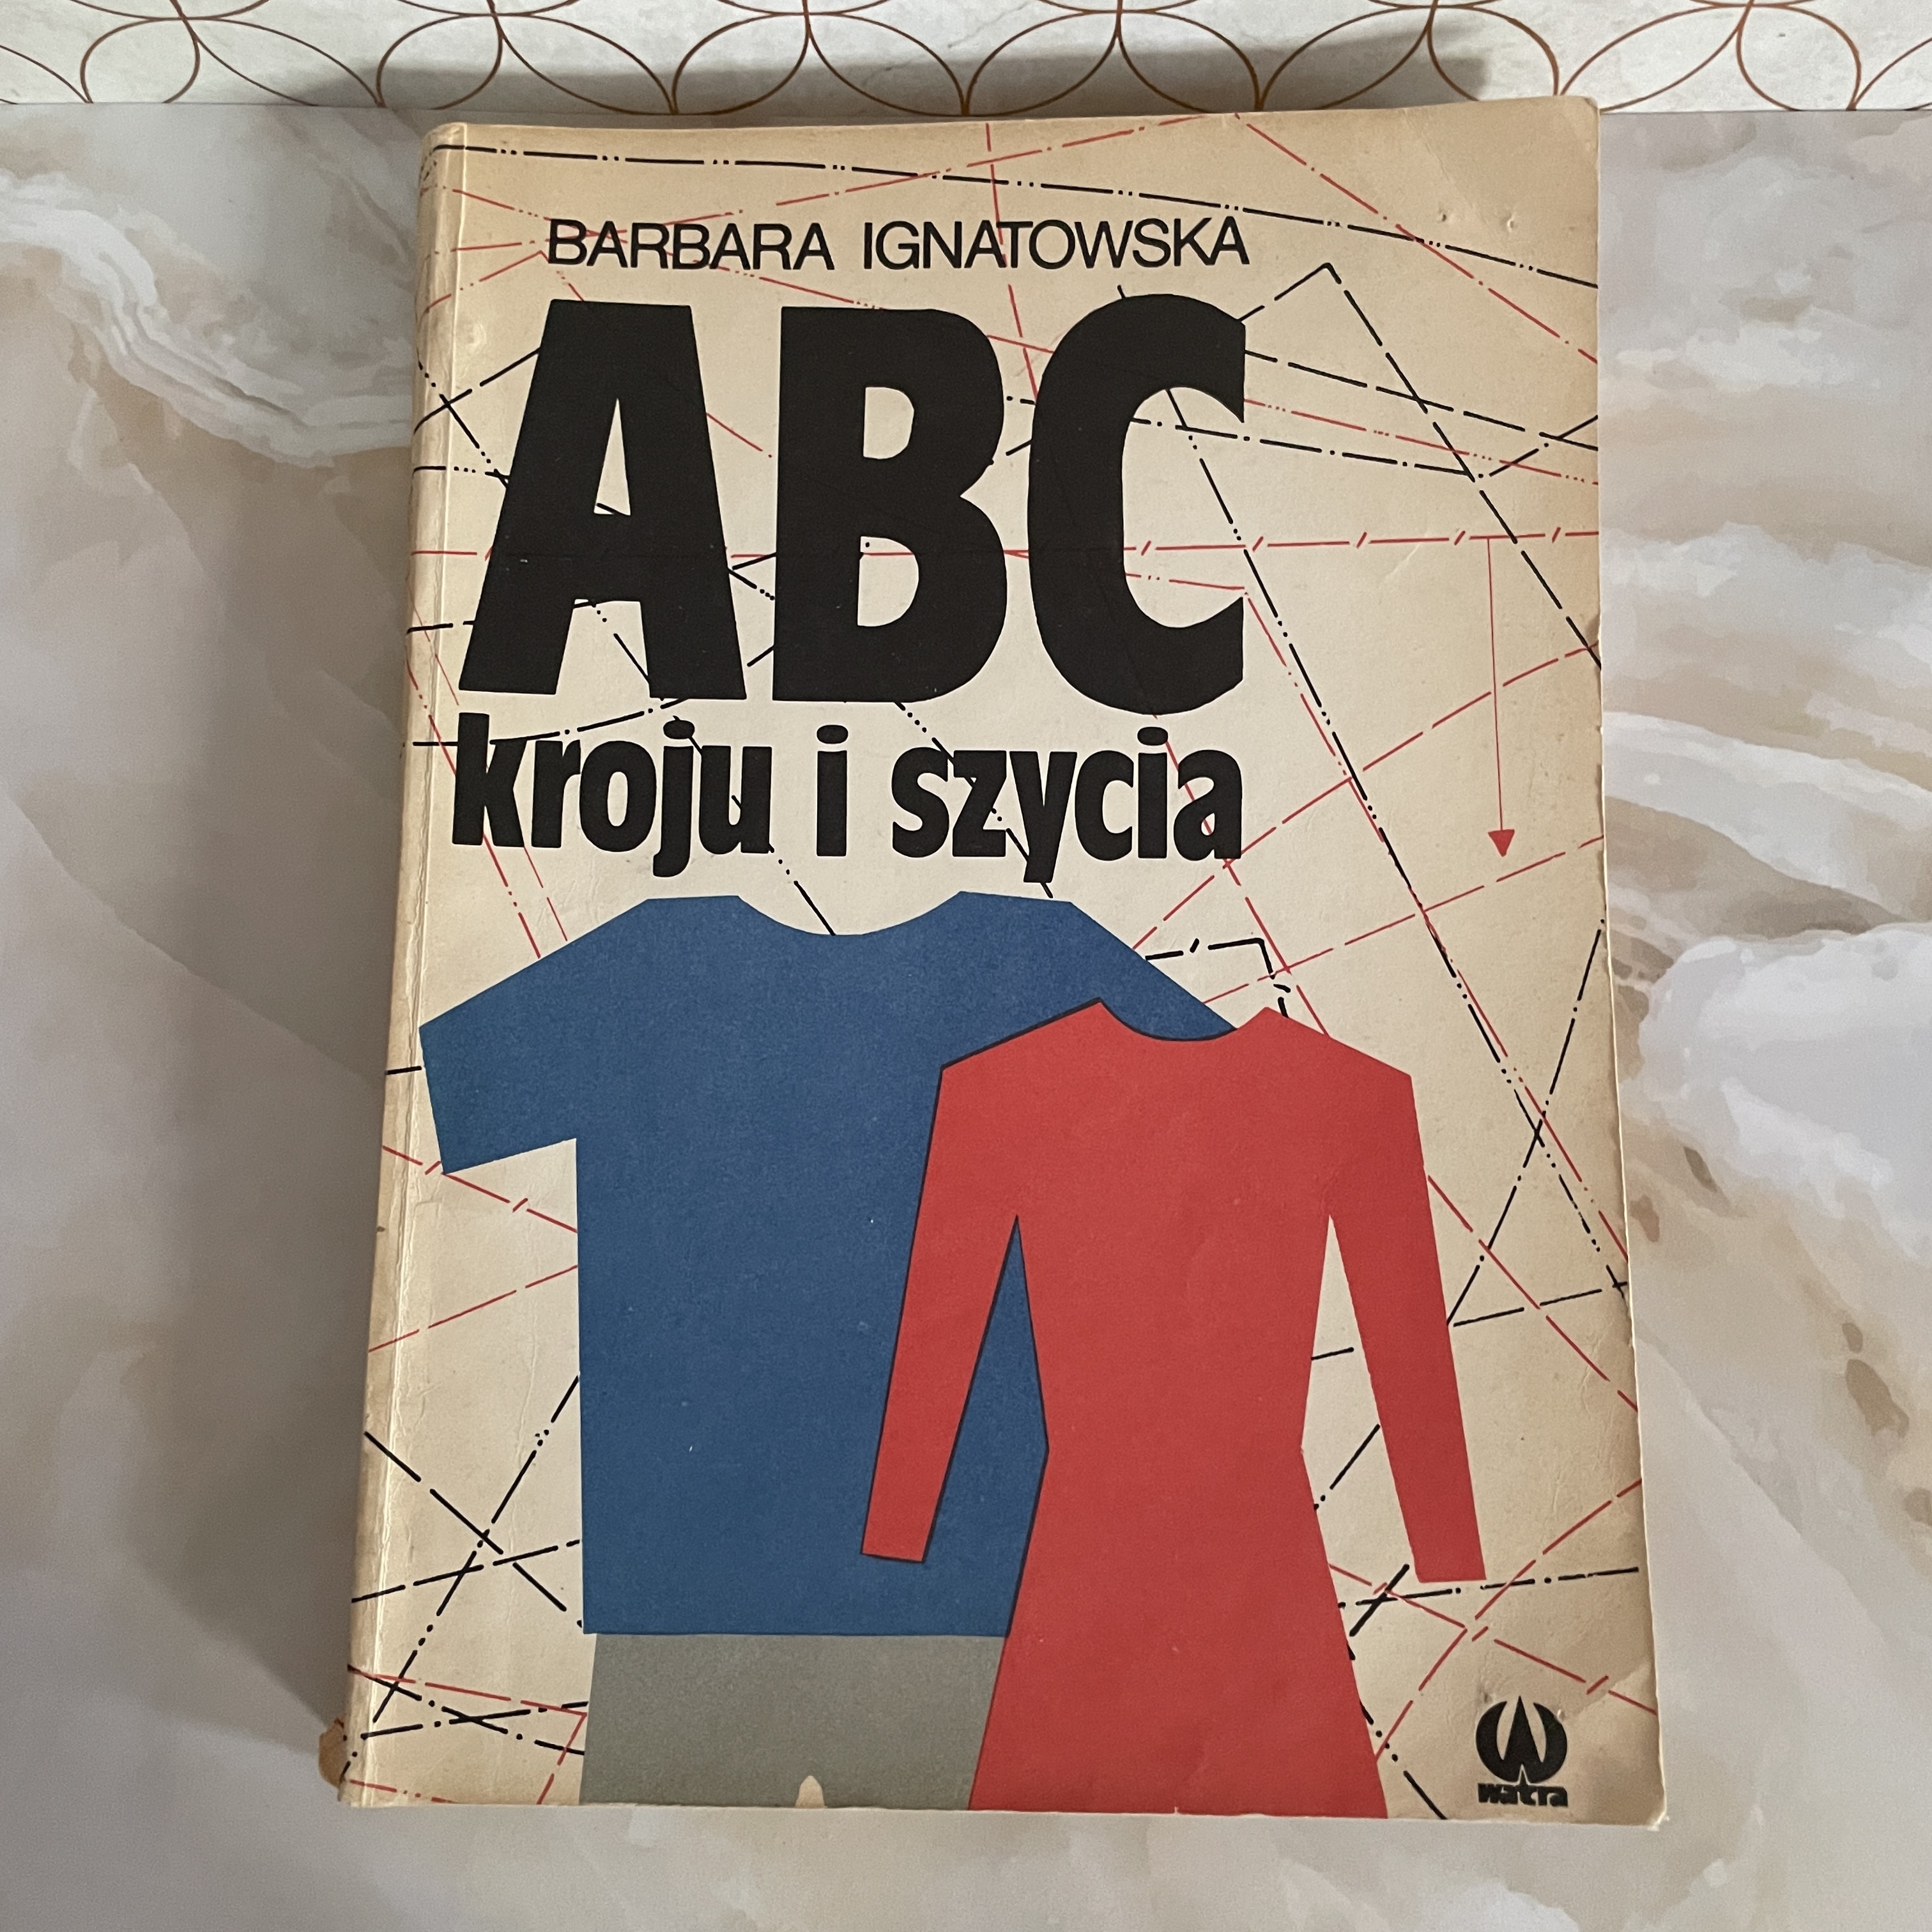 BARBARA IGNATOWSKA
ABC
kroju i szycia
watra